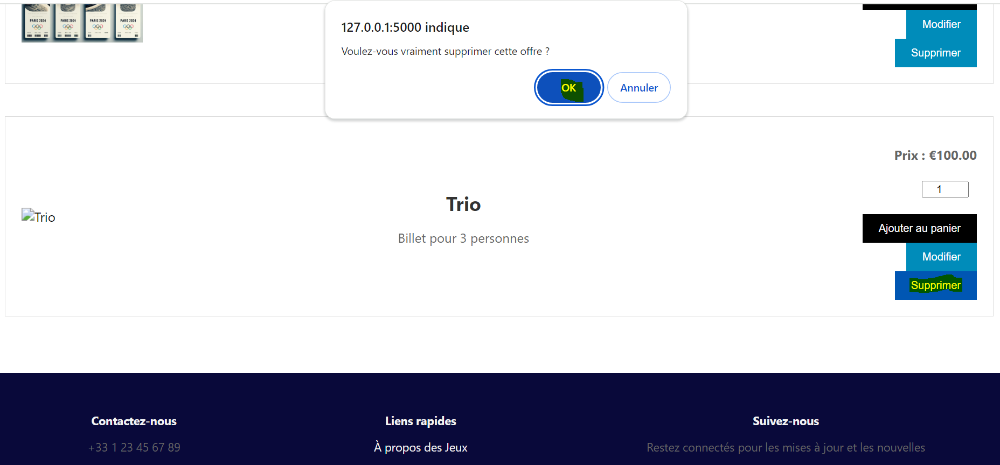 PARIS 2024 PARIS 2024 PARIS 2024 PARIS 2024
127.0.0.1:5000 indique
Voulez-vous vraiment supprimer cette offre ?
OK Annuler
Modifier
Supprimer
Prix : €100.00
1
Trio
Trio
Billet pour 3 personnes
Ajouter au panier
Modifier
Supprimer
Contactez-nous
+33 1 23 45 67 89
Liens rapides
À propos des Jeux
Suivez-nous
Restez connectés pour les mises à jour et les nouvelles